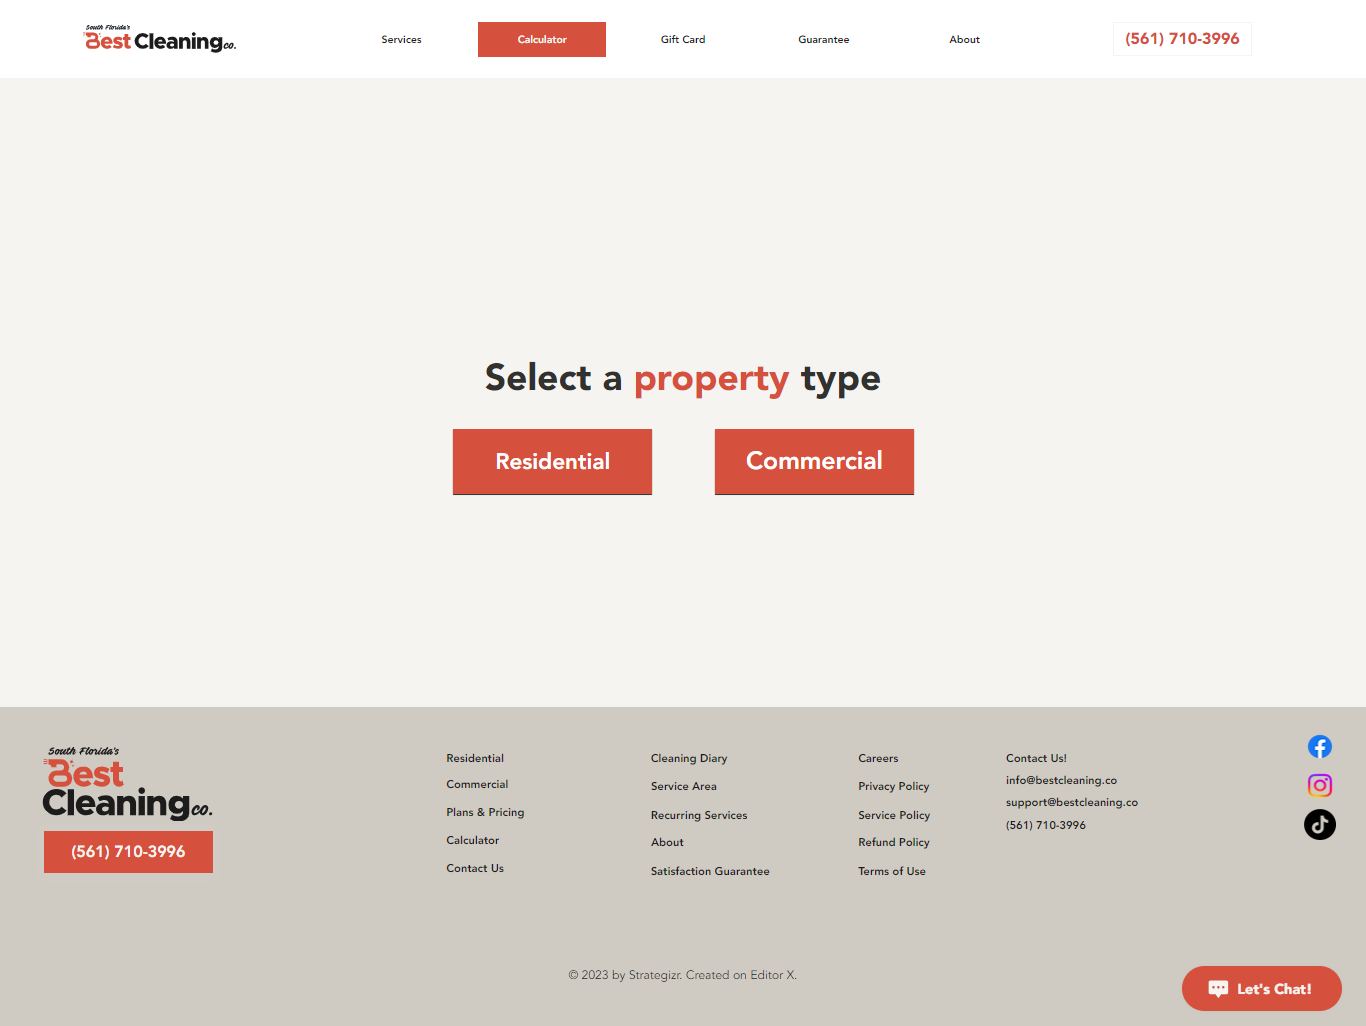 South Florida's
Best Cleaning co.
Services
Calculator
Gift Card
Guarantee
About
(561) 710-3996
Select a property type
Residential
Commercial
South Florida's
Best
Cleaning co.
(561) 710-3996
Residential
Commercial
Plans & Pricing
Calculator
Contact Us
Cleaning Diary
Service Area
Recurring Services
About
Satisfaction Guarantee
Careers
Privacy Policy
Service Policy
Refund Policy
Terms of Use
Contact Us!
info@bestcleaning.co
support@bestcleaning.co
(561) 710-3996
© 2023 by Strategizr. Created on Editor X.
Let's Chat!